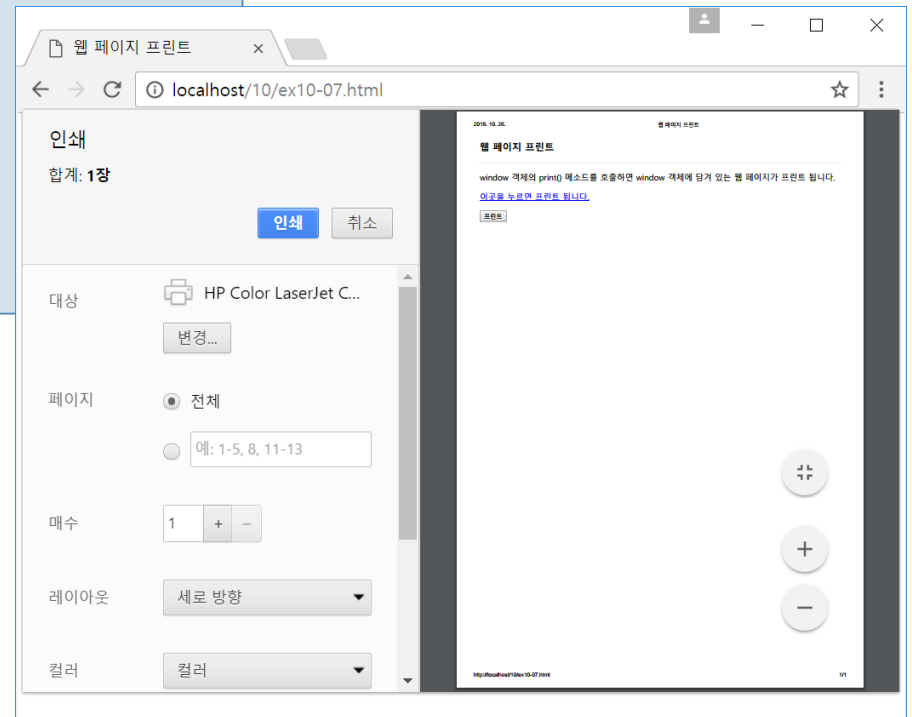 웹 페이지 프린트
localhost/10/ex10-07.html
인쇄
합계: 1장
인쇄 취소
대상 HP Color LaserJet C...
변경...
페이지 전체
예: 1-5, 8, 11-13
매수 1 + −
레이아웃 세로 방향
컬러 컬러
2016. 10. 26. 웹 페이지 프린트
웹 페이지 프린트
window 객체의 print() 메소드를 호출하면 window 객체에 담겨 있는 웹 페이지가 프린트 됩니다.
이곳을 누르면 프린트 됩니다.
프린트
http://localhost/10/ex10-07.html 1/1